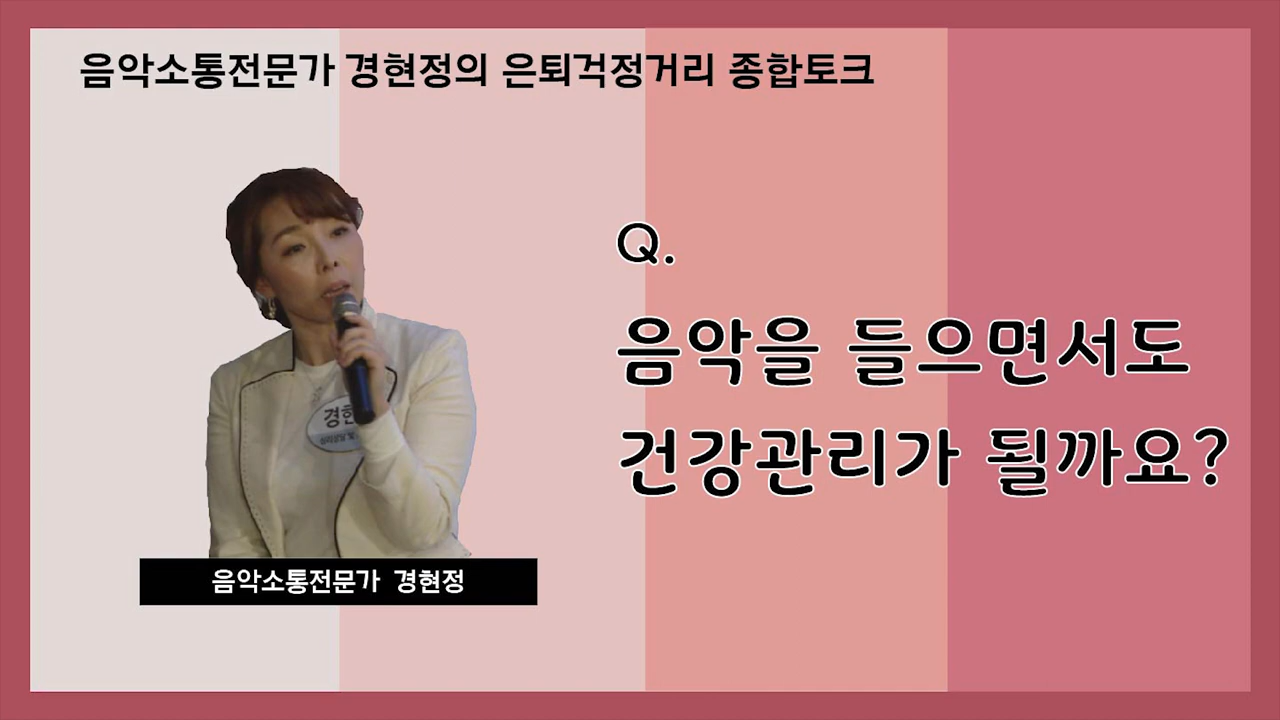 음악소통전문가 경현정의 은퇴걱정거리 종합토크
Q.
음악을 들으면서도
건강관리가 될까요?
경현
음악소통전문가 경현정